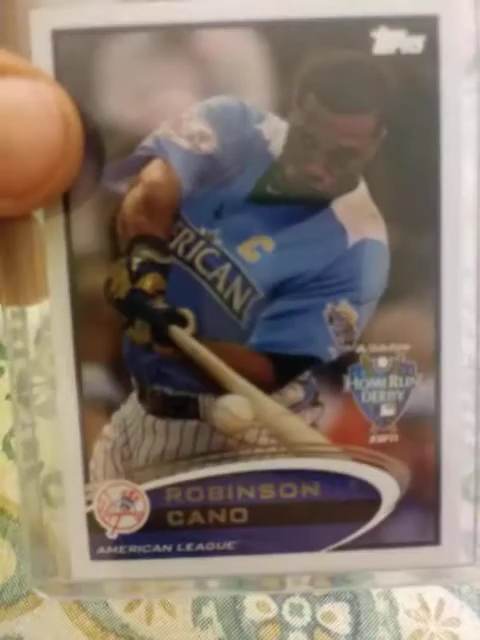 Topps
C
AMERICAN
HOME RUN
DERBY
ESPN
ROBINSON
CANO
AMERICAN LEAGUE